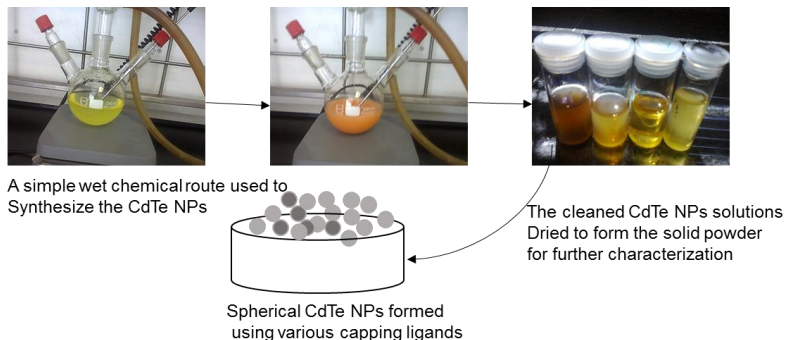 A simple wet chemical route used to
Synthesize the CdTe NPs
The cleaned CdTe NPs solutions
Dried to form the solid powder
for further characterization
Spherical CdTe NPs formed
using various capping ligands